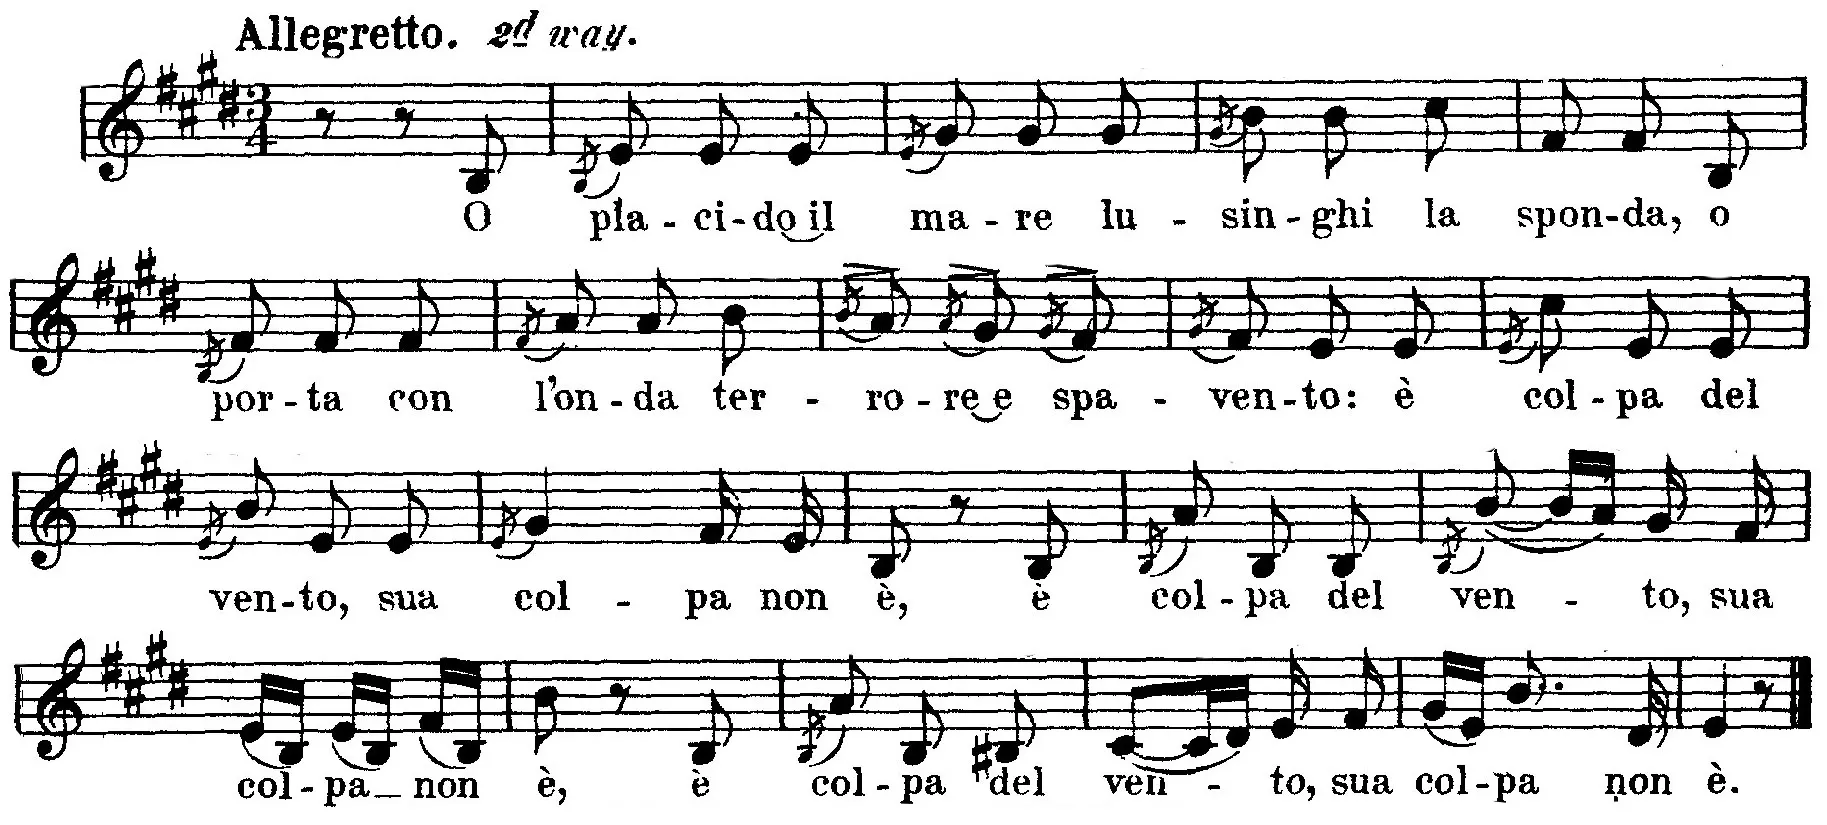 Allegretto. 2d way.
3
4
O pla-ci-do il ma-re lu-sin-ghi la spon-da, o
por-ta con l'on-da ter-ro-re e spa-ven-to: è col-pa del
ven-to, sua col-pa non è, è col-pa del ven-to, sua
col-pa non è, è col-pa del ven-to, sua col-pa non è.